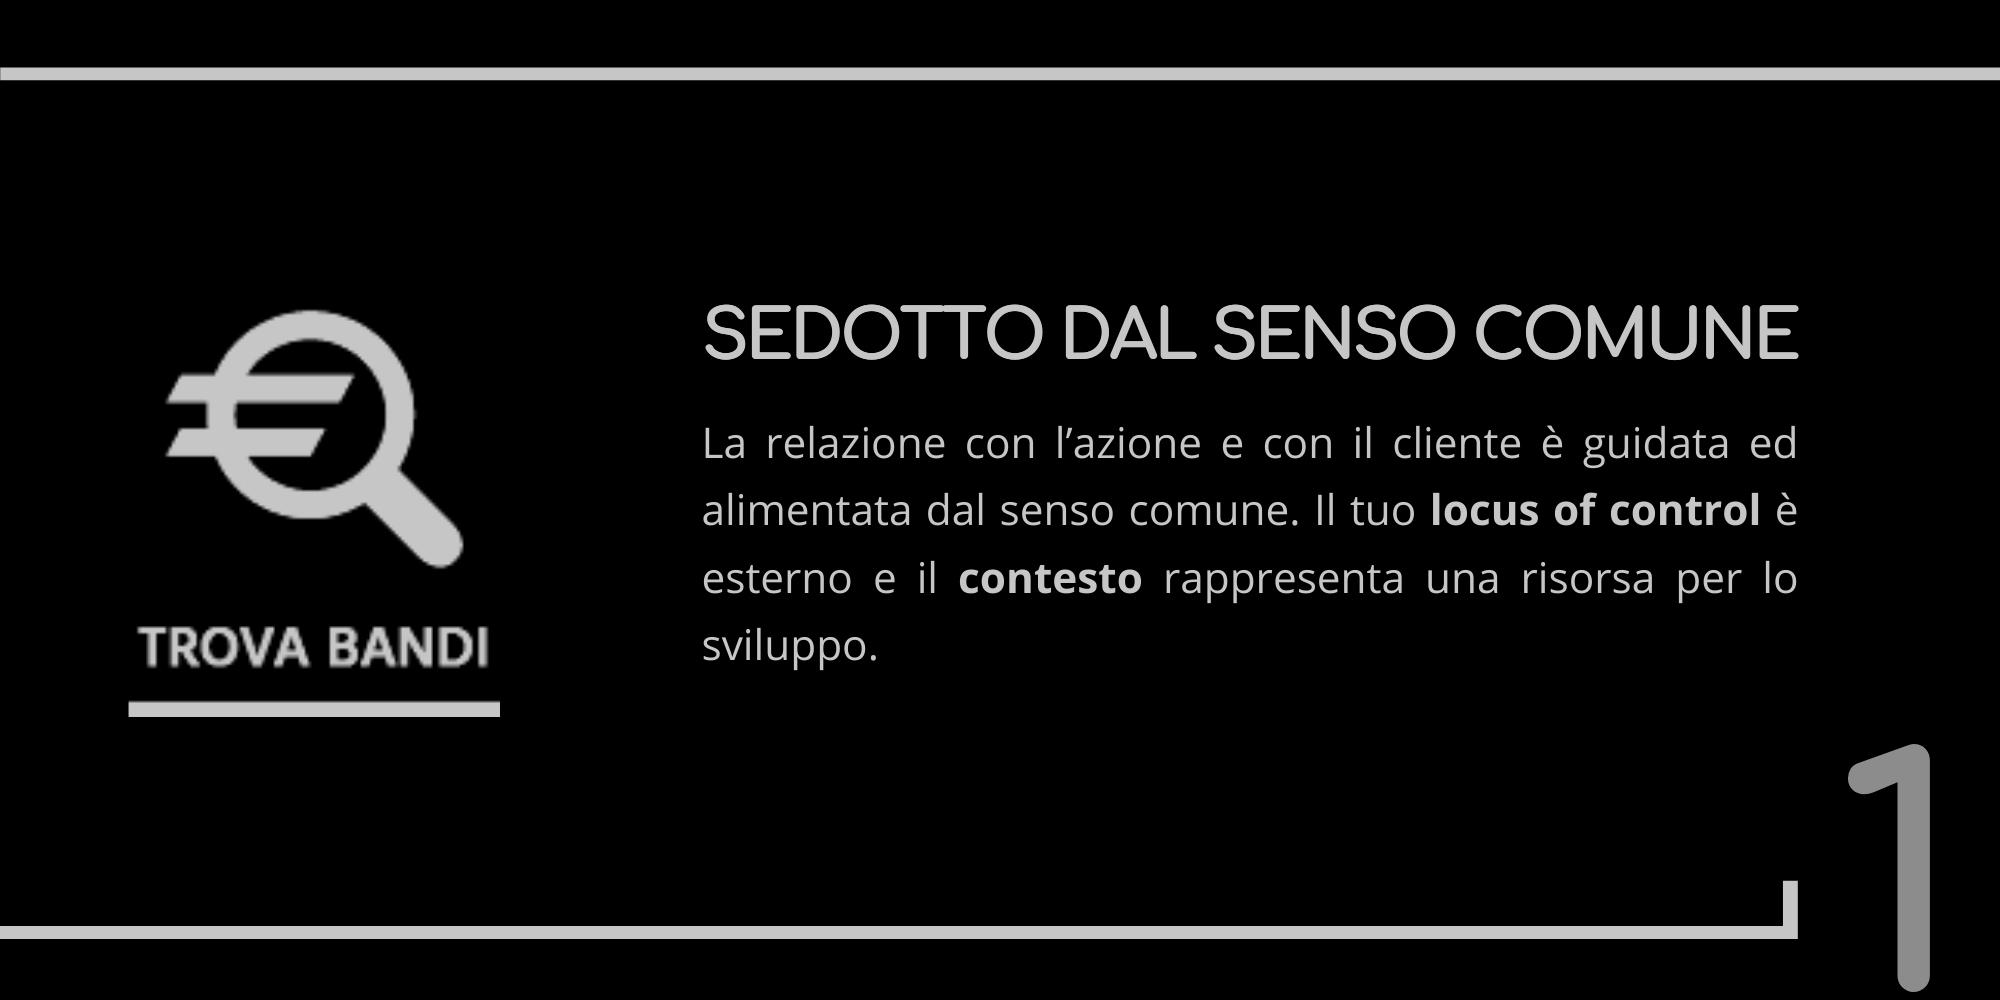 SEDOTTO DAL SENSO COMUNE
La relazione con l’azione e con il cliente è guidata ed
alimentata dal senso comune. Il tuo locus of control è
esterno e il contesto rappresenta una risorsa per lo
sviluppo.
TROVA BANDI
1